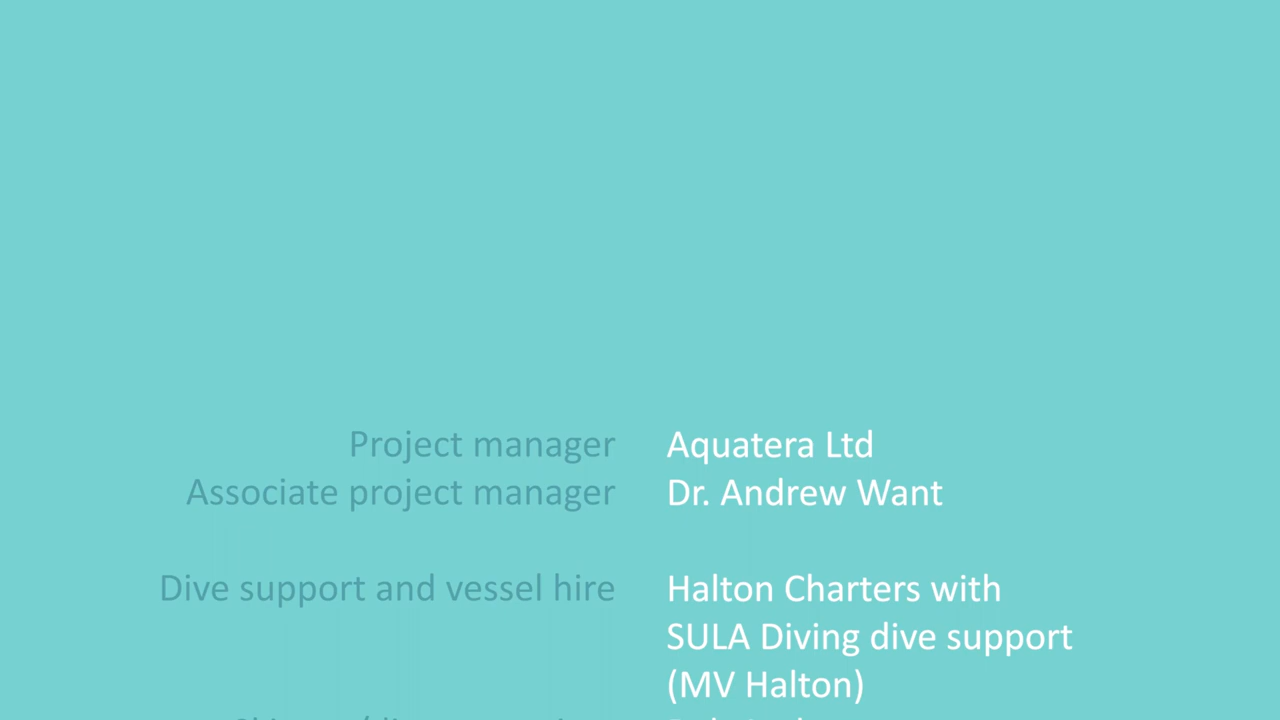 Project manager Aquatera Ltd
Associate project manager Dr. Andrew Want
Dive support and vessel hire Halton Charters with
SULA Diving dive support
(MV Halton)